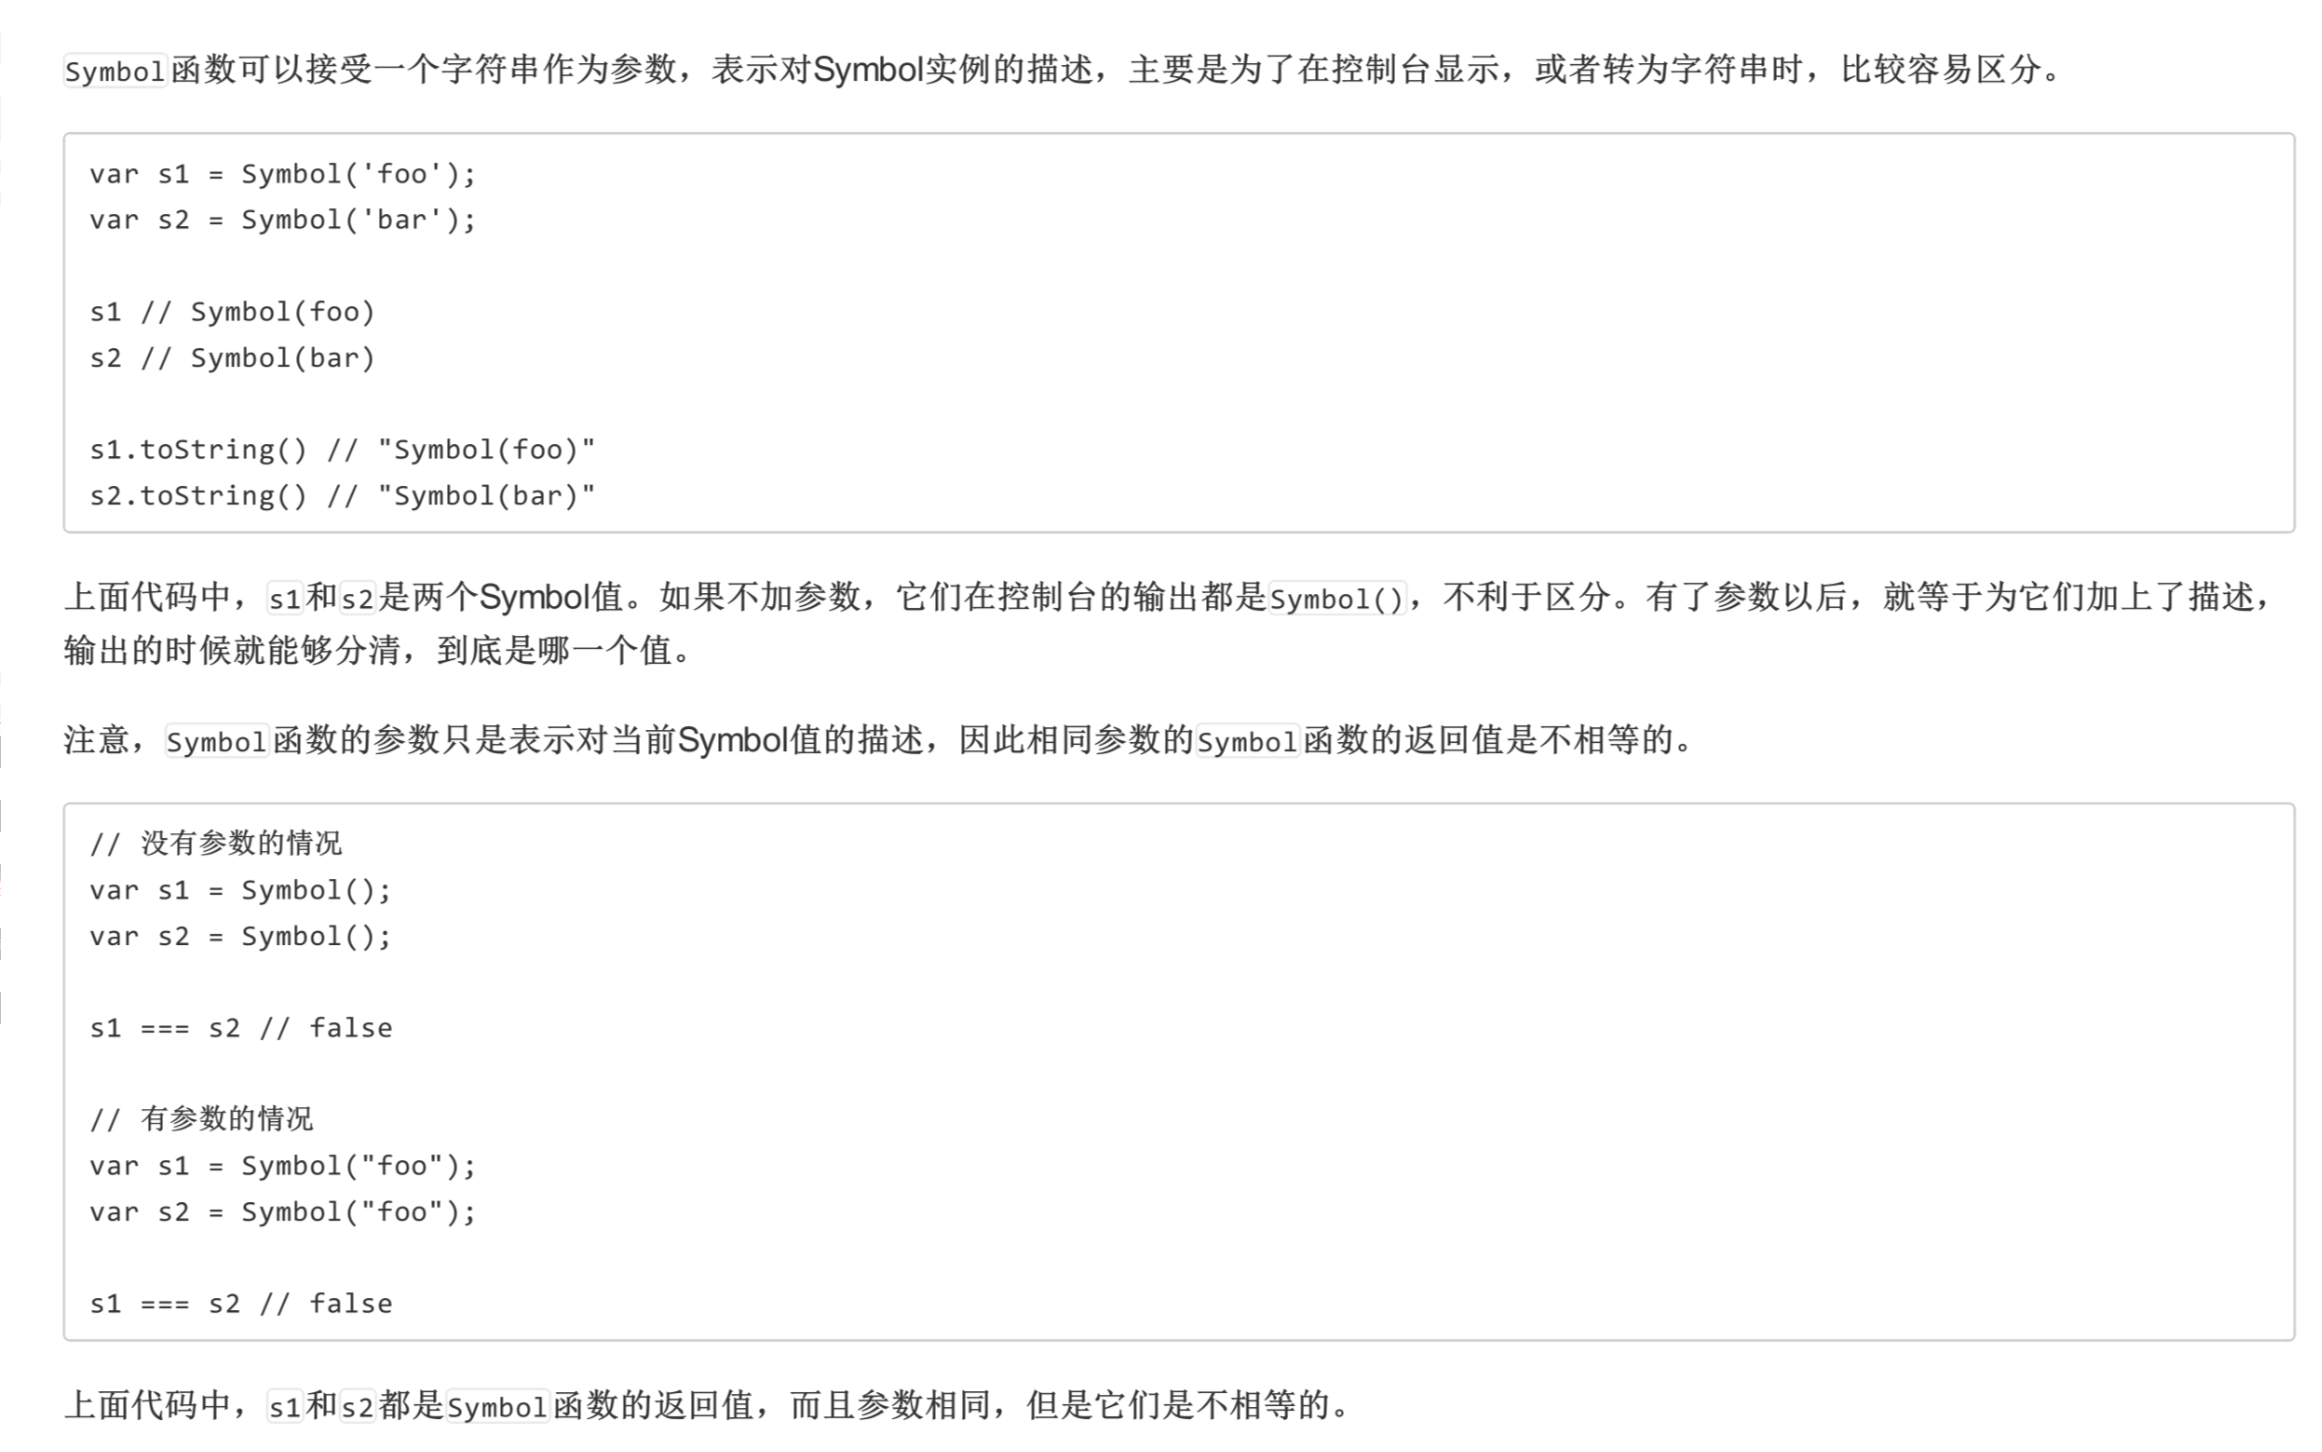 Symbol函数可以接受一个字符串作为参数，表示对Symbol实例的描述，主要是为了在控制台显示，或者转为字符串时，比较容易区分。
var s1 = Symbol('foo');
var s2 = Symbol('bar');
s1 // Symbol(foo)
s2 // Symbol(bar)
s1.toString() // "Symbol(foo)"
s2.toString() // "Symbol(bar)"
上面代码中，s1和s2是两个Symbol值。如果不加参数，它们在控制台的输出都是Symbol()，不利于区分。有了参数以后，就等于为它们加上了描述，
输出的时候就能够分清，到底是哪一个值。
注意，Symbol函数的参数只是表示对当前Symbol值的描述，因此相同参数的Symbol函数的返回值是不相等的。
// 没有参数的情况
var s1 = Symbol();
var s2 = Symbol();
s1 === s2 // false
// 有参数的情况
var s1 = Symbol("foo");
var s2 = Symbol("foo");
s1 === s2 // false
上面代码中，s1和s2都是Symbol函数的返回值，而且参数相同，但是它们是不相等的。